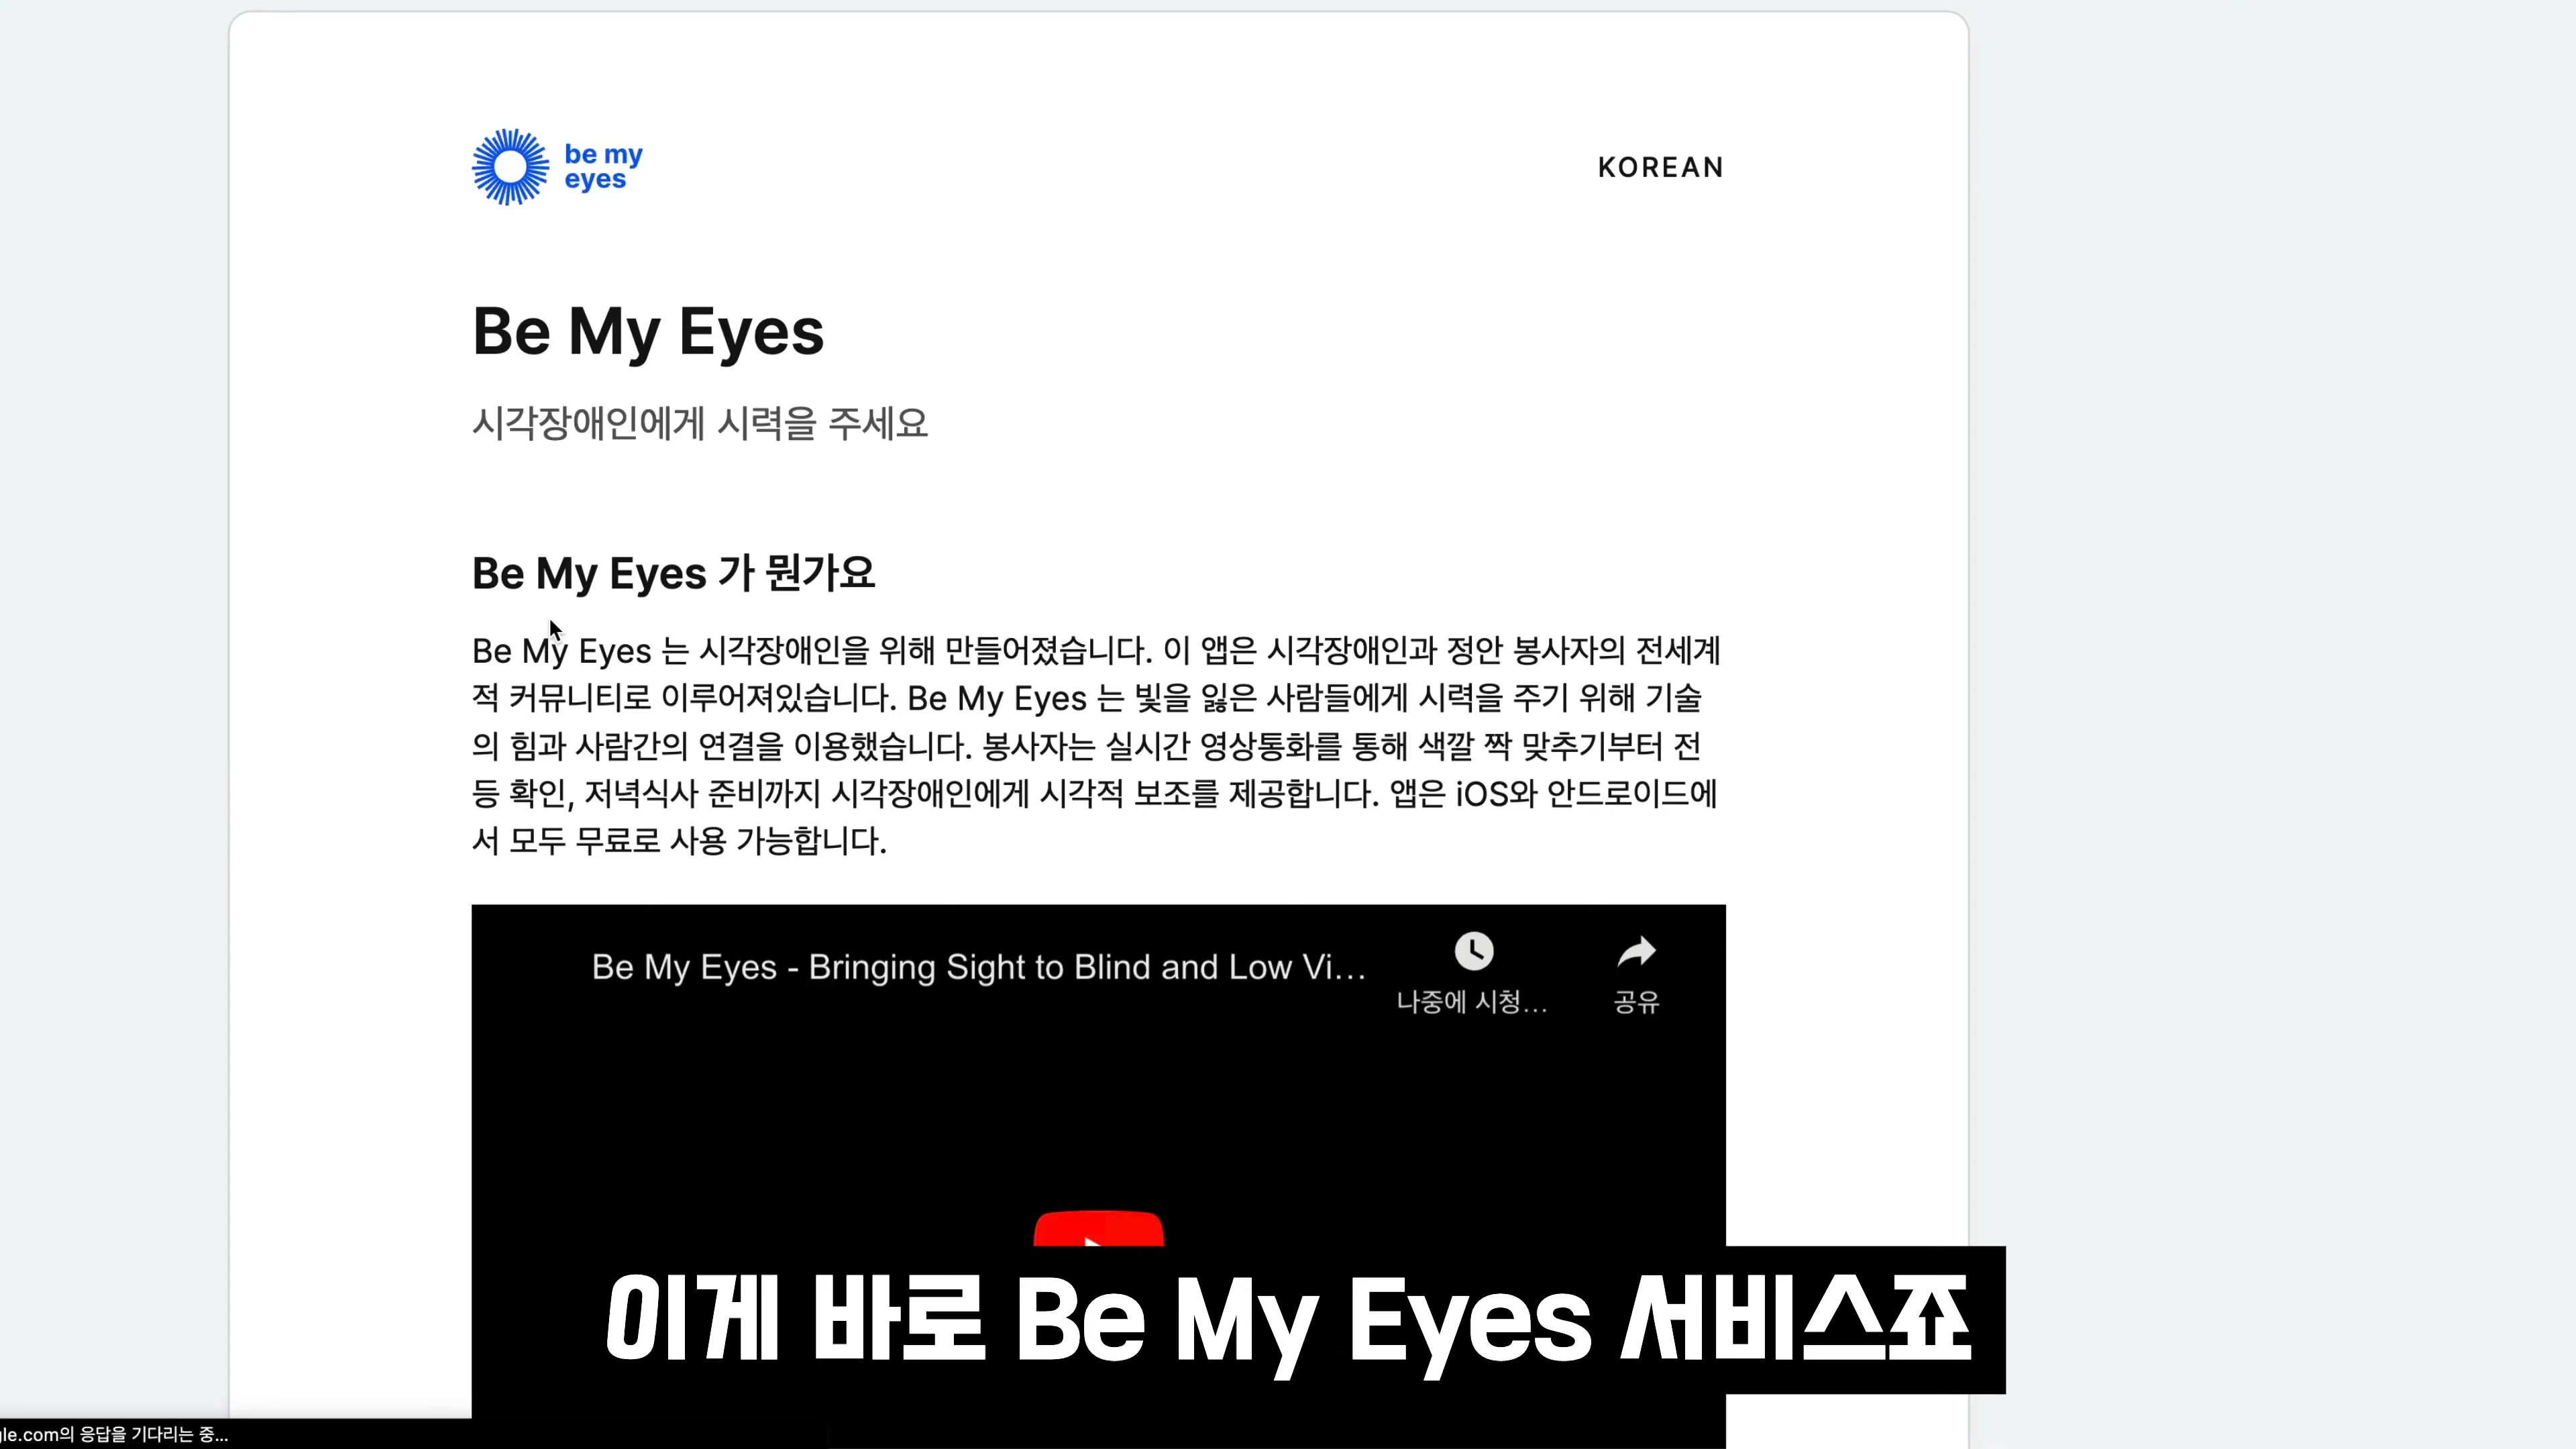 be my
eyes
KOREAN
Be My Eyes
시각장애인에게 시력을 주세요
Be My Eyes 가 뭔가요
Be My Eyes 는 시각장애인을 위해 만들어졌습니다. 이 앱은 시각장애인과 정안 봉사자의 전세계
적 커뮤니티로 이루어져있습니다. Be My Eyes 는 빛을 잃은 사람들에게 시력을 주기 위해 기술
의 힘과 사람간의 연결을 이용했습니다. 봉사자는 실시간 영상통화를 통해 색깔 짝 맞추기부터 전
등 확인, 저녁식사 준비까지 시각장애인에게 시각적 보조를 제공합니다. 앱은 iOS와 안드로이드에
서 모두 무료로 사용 가능합니다.
Be My Eyes - Bringing Sight to Blind and Low Vi...
나중에 시청...
공유
이게 바로 Be My Eyes 서비스죠
gle.com의 응답을 기다리는 중...